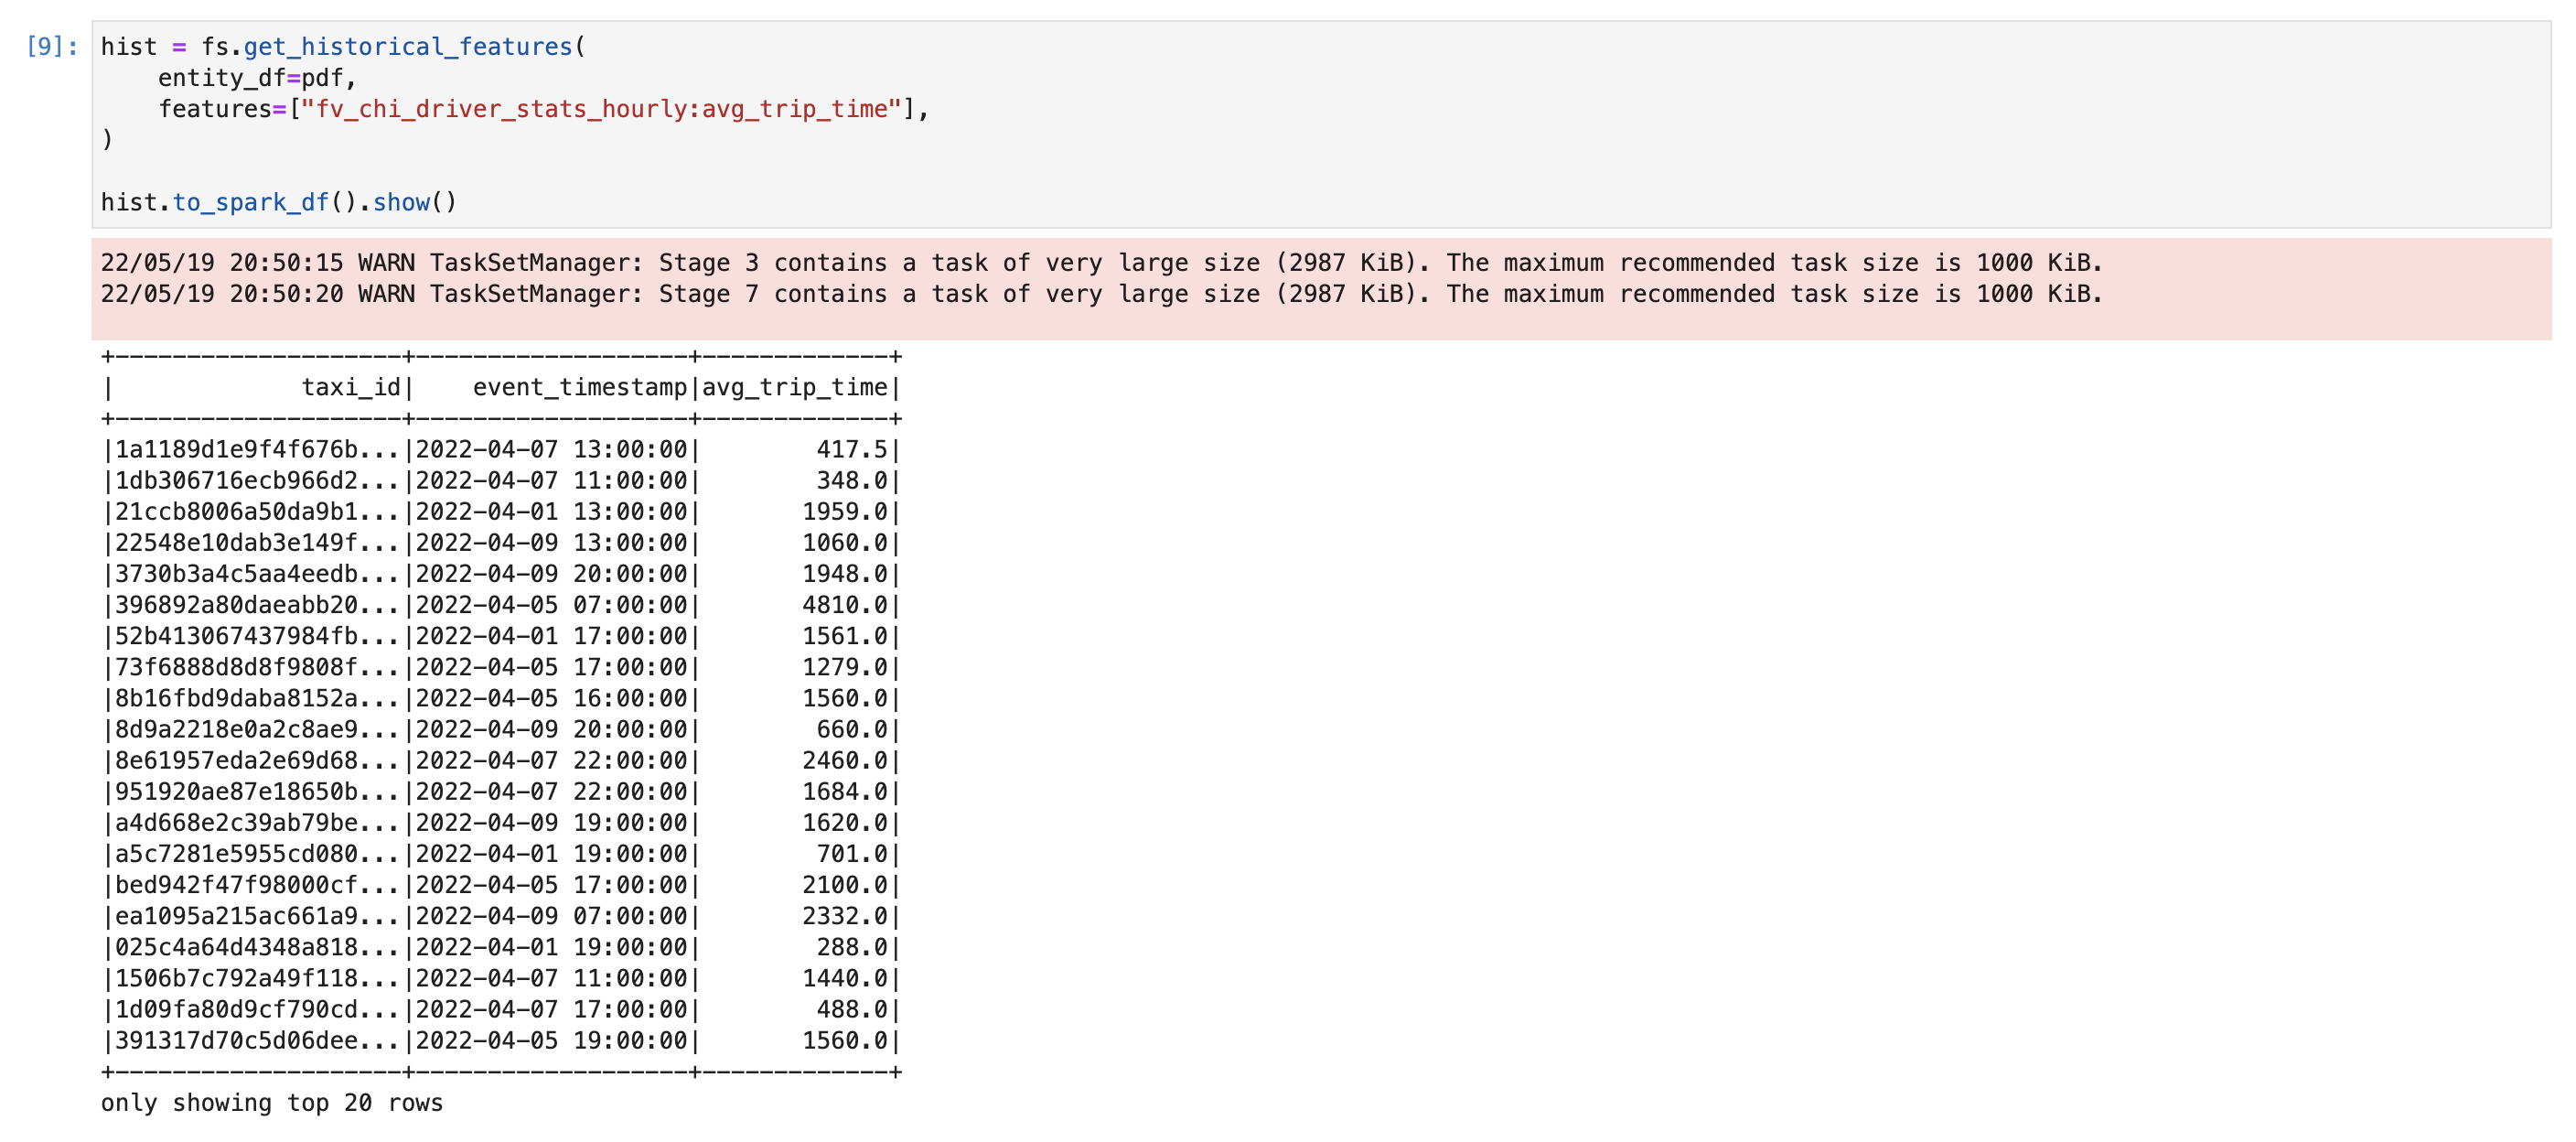 [9]: hist = fs.get_historical_features(
    entity_df=pdf,
    features=["fv_chi_driver_stats_hourly:avg_trip_time"],
)

hist.to_spark_df().show()
22/05/19 20:50:15 WARN TaskSetManager: Stage 3 contains a task of very large size (2987 KiB). The maximum recommended task size is 1000 KiB.
22/05/19 20:50:20 WARN TaskSetManager: Stage 7 contains a task of very large size (2987 KiB). The maximum recommended task size is 1000 KiB.
+--------------------+-------------------+-------------+
|             taxi_id|    event_timestamp|avg_trip_time|
+--------------------+-------------------+-------------+
|1a1189d1e9f4f676b...|2022-04-07 13:00:00|        417.5|
|1db306716ecb966d2...|2022-04-07 11:00:00|        348.0|
|21ccb8006a50da9b1...|2022-04-01 13:00:00|       1959.0|
|22548e10dab3e149f...|2022-04-09 13:00:00|       1060.0|
|3730b3a4c5aa4eedb...|2022-04-09 20:00:00|       1948.0|
|396892a80daeabb20...|2022-04-05 07:00:00|       4810.0|
|52b413067437984fb...|2022-04-01 17:00:00|       1561.0|
|73f6888d8d8f9808f...|2022-04-05 17:00:00|       1279.0|
|8b16fbd9daba8152a...|2022-04-05 16:00:00|       1560.0|
|8d9a2218e0a2c8ae9...|2022-04-09 20:00:00|        660.0|
|8e61957eda2e69d68...|2022-04-07 22:00:00|       2460.0|
|951920ae87e18650b...|2022-04-07 22:00:00|       1684.0|
|a4d668e2c39ab79be...|2022-04-09 19:00:00|       1620.0|
|a5c7281e5955cd080...|2022-04-01 19:00:00|        701.0|
|bed942f47f98000cf...|2022-04-05 17:00:00|       2100.0|
|ea1095a215ac661a9...|2022-04-09 07:00:00|       2332.0|
|025c4a64d4348a818...|2022-04-01 19:00:00|        288.0|
|1506b7c792a49f118...|2022-04-07 11:00:00|       1440.0|
|1d09fa80d9cf790cd...|2022-04-07 17:00:00|        488.0|
|391317d70c5d06dee...|2022-04-05 19:00:00|       1560.0|
+--------------------+-------------------+-------------+
only showing top 20 rows